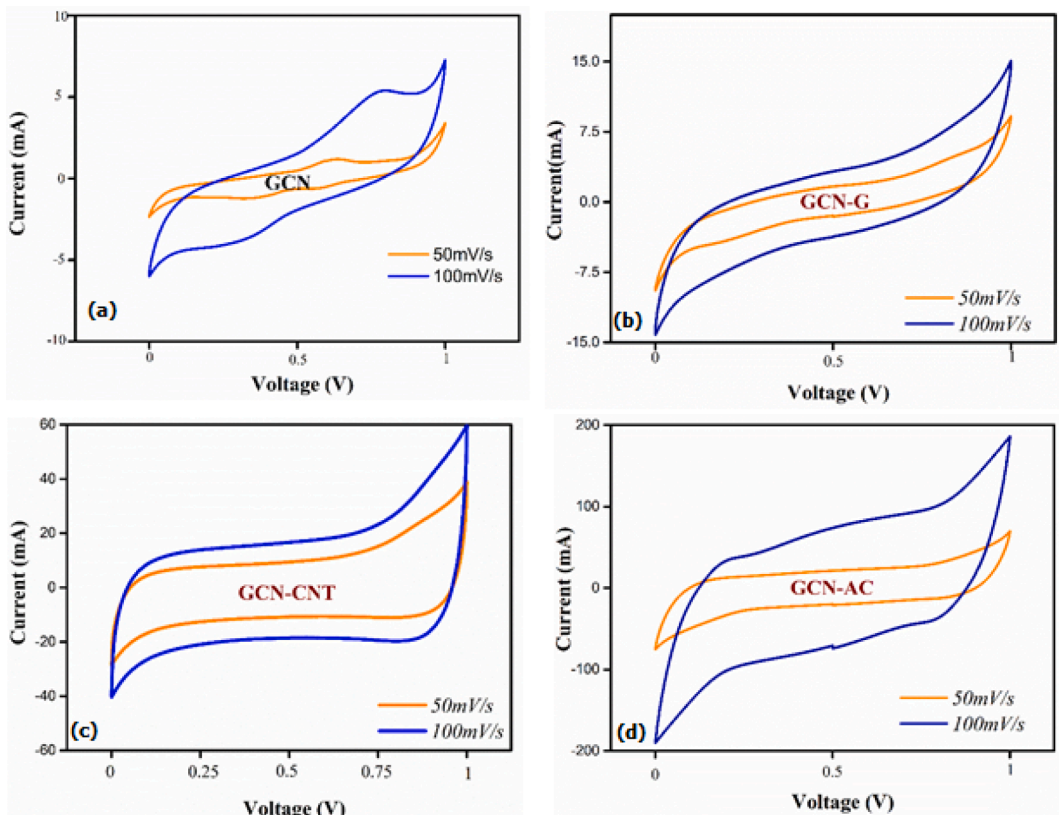 10
5
0
-5
-10
Current (mA)
GCN
50mV/s
100mV/s
(a)
0
0.5
1
Voltage (V)
15.0
7.5
0.0
-7.5
-15.0
Current(mA)
GCN-G
50mV/s
100mV/s
(b)
0
0.5
1
Voltage (V)
60
40
20
0
-20
-40
-60
Current (mA)
GCN-CNT
50mV/s
100mV/s
(c)
0
0.25
0.5
0.75
1
Voltage (V)
200
100
0
-100
-200
Current (mA)
GCN-AC
50mV/s
100mV/s
(d)
0
0.5
1
Voltage (V)